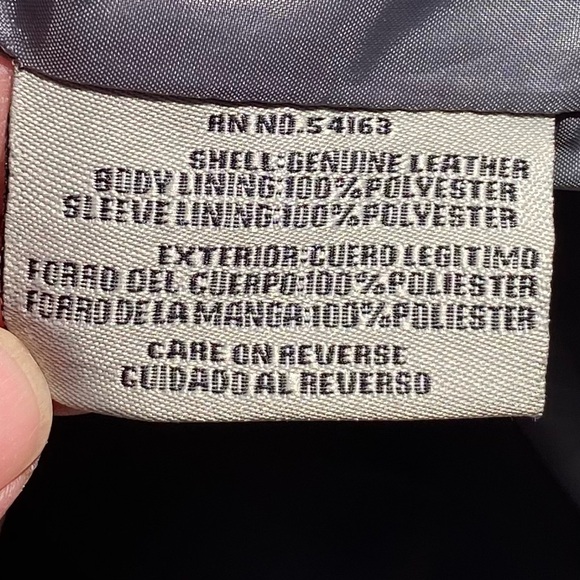 RN NO.54163
SHELL:GENUINE LEATHER
BODY LINING:100%POLYESTER
SLEEVE LINING:100%POLYESTER
EXTERIOR:CUERO LEGITIMO
FORRO DEL CUERPO:100%POLIESTER
FORRO DE LA MANGA:100%POLIESTER
CARE ON REVERSE
CUIDADO AL REVERSO